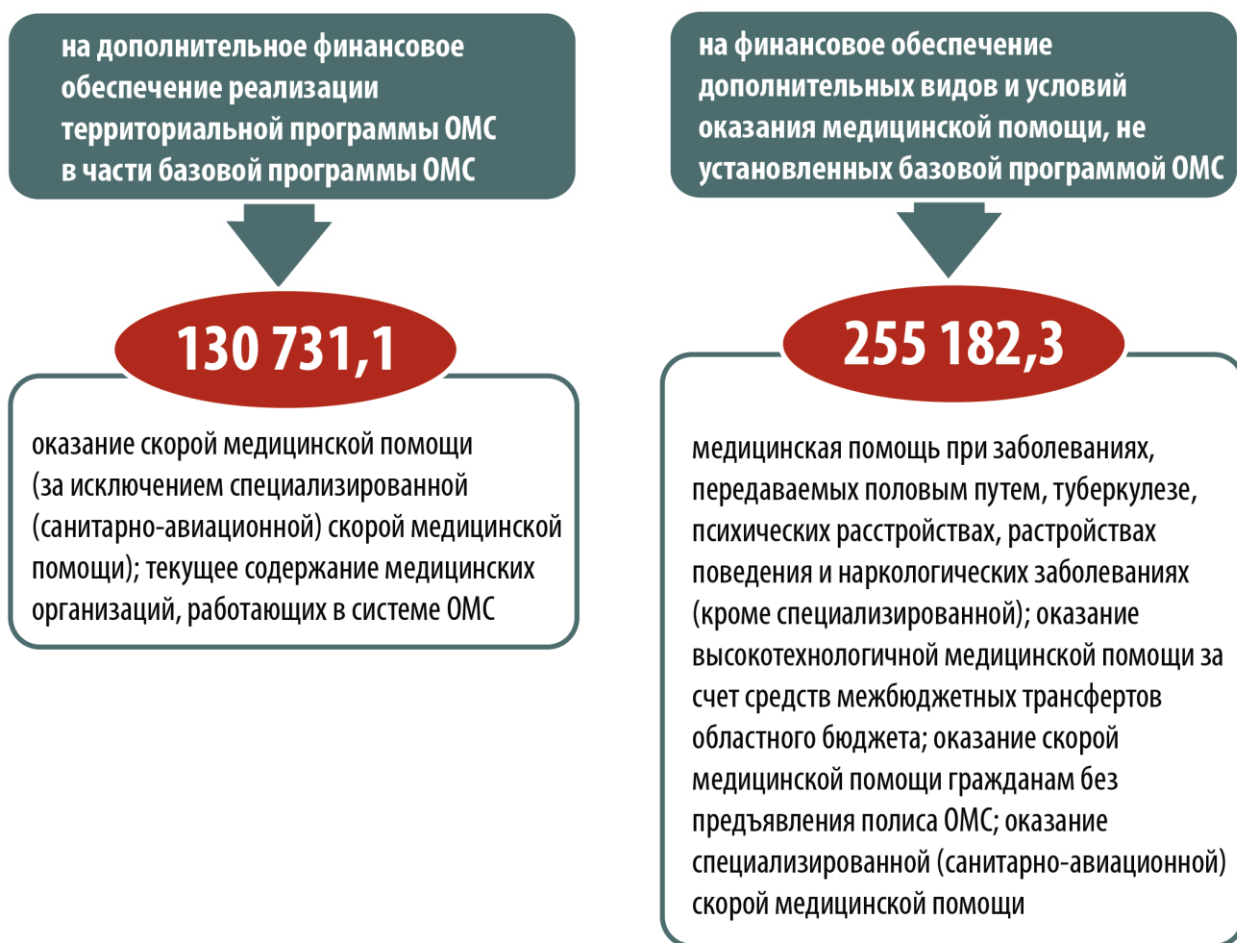 на дополнительное финансовое
обеспечение реализации
территориальной программы ОМС
в части базовой программы ОМС
130 731,1
оказание скорой медицинской помощи
(за исключением специализированной
(санитарно-авиационной) скорой медицинской
помощи); текущее содержание медицинских
организаций, работающих в системе ОМС
на финансовое обеспечение
дополнительных видов и условий
оказания медицинской помощи, не
установленных базовой программой ОМС
255 182,3
медицинская помощь при заболеваниях,
передаваемых половым путем, туберкулезе,
психических расстройствах, растройствах
поведения и наркологических заболеваниях
(кроме специализированной); оказание
высокотехнологичной медицинской помощи за
счет средств межбюджетных трансфертов
областного бюджета; оказание скорой
медицинской помощи гражданам без
предъявления полиса ОМС; оказание
специализированной (санитарно-авиационной)
скорой медицинской помощи